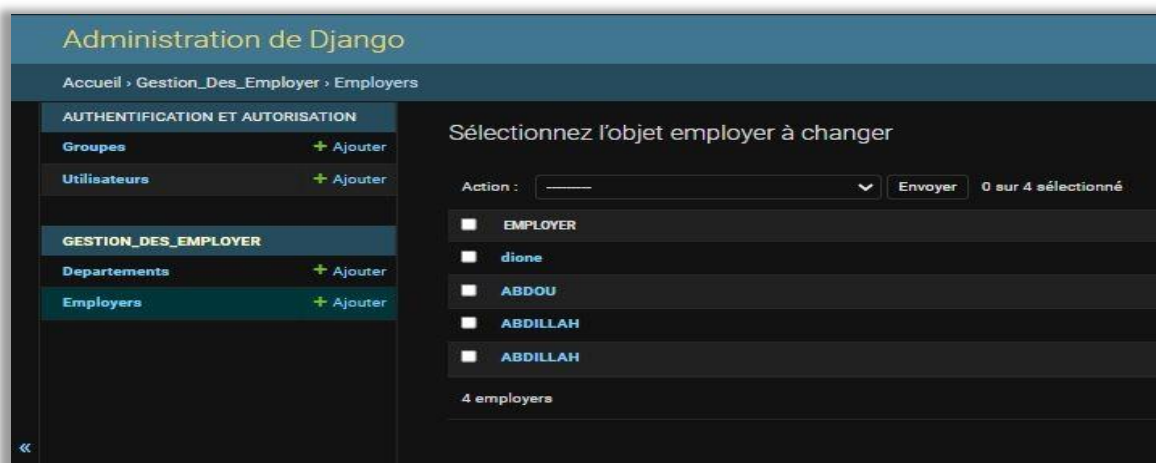 Administration de Django
Accueil › Gestion_Des_Employer › Employers
AUTHENTIFICATION ET AUTORISATION
Groupes + Ajouter
Utilisateurs + Ajouter
GESTION_DES_EMPLOYER
Departements + Ajouter
Employers + Ajouter
«
Sélectionnez l’objet employer à changer
Action : --------- Envoyer 0 sur 4 sélectionné
EMPLOYER
dione
ABDOU
ABDILLAH
ABDILLAH
4 employers